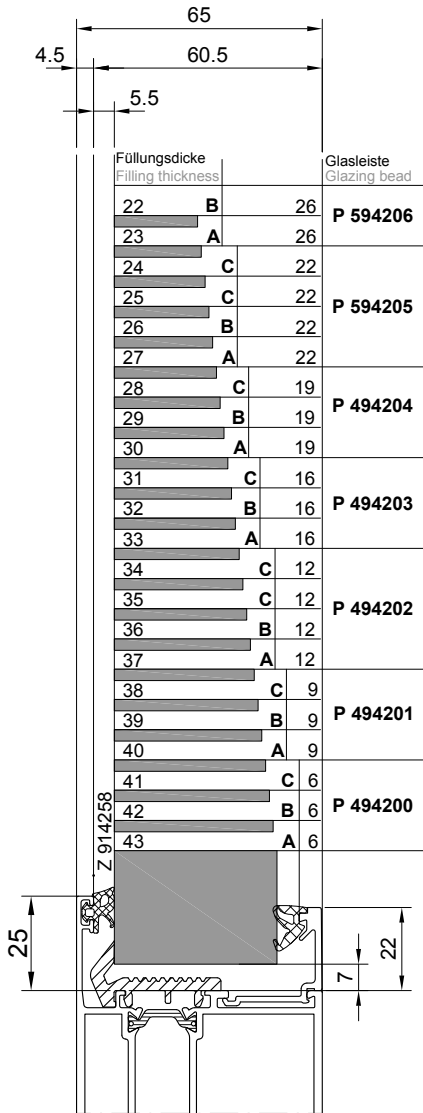 65
4.5 60.5
5.5
Füllungsdicke Glasleiste
Filling thickness Glazing bead
22 B 26 P 594206
23 A 26
24 C 22 P 594205
25 C 22
26 B 22
27 A 22
28 C 19 P 494204
29 B 19
30 A 19
31 C 16 P 494203
32 B 16
33 A 16
34 C 12 P 494202
35 C 12
36 B 12
37 A 12
38 C 9 P 494201
39 B 9
40 A 9
41 C 6 P 494200
42 B 6
43 A 6
Z 914258
25
22
7